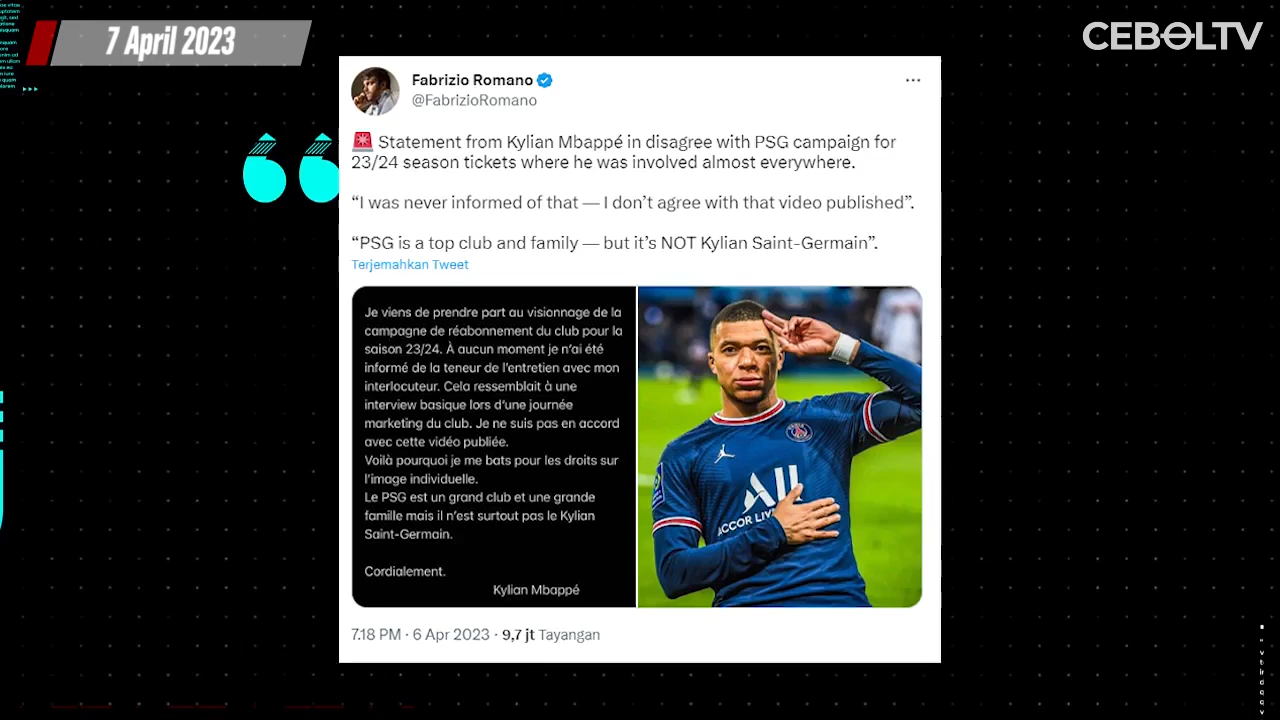 7 April 2023
CEBOLTV
Fabrizio Romano
@FabrizioRomano
Statement from Kylian Mbappé in disagree with PSG campaign for
23/24 season tickets where he was involved almost everywhere.
“I was never informed of that — I don’t agree with that video published”.
“PSG is a top club and family — but it’s NOT Kylian Saint-Germain”.
Terjemahkan Tweet
Je viens de prendre part au visionnage de la
campagne de réabonnement du club pour la
saison 23/24. À aucun moment je n’ai été
informé de la teneur de l’entretien avec mon
interlocuteur. Cela ressemblait à une
interview basique lors d’une journée
marketing du club. Je ne suis pas en accord
avec cette vidéo publiée.
Voilà pourquoi je me bats pour les droits sur
l’image individuelle.
Le PSG est un grand club et une grande
famille mais il n’est surtout pas le Kylian
Saint-Germain.
Cordialement.
Kylian Mbappé
ALL
ACCOR LIV
7.18 PM · 6 Apr 2023 · 9,7 jt Tayangan